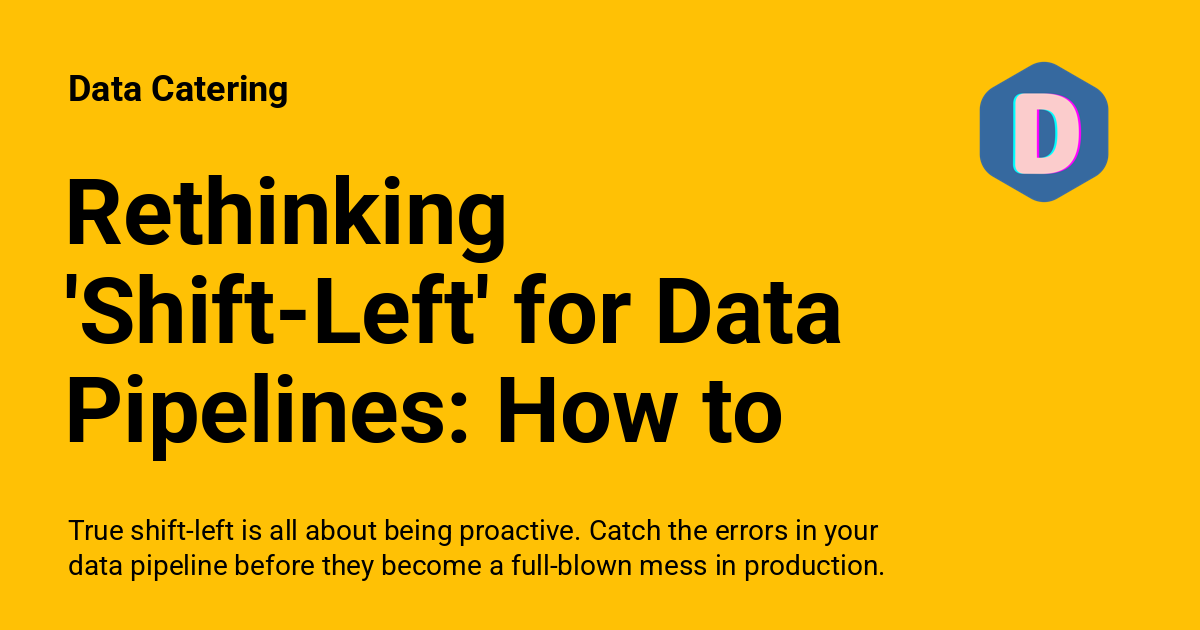 Data Catering
D
Rethinking
'Shift-Left' for Data
Pipelines: How to
True shift-left is all about being proactive. Catch the errors in your
data pipeline before they become a full-blown mess in production.